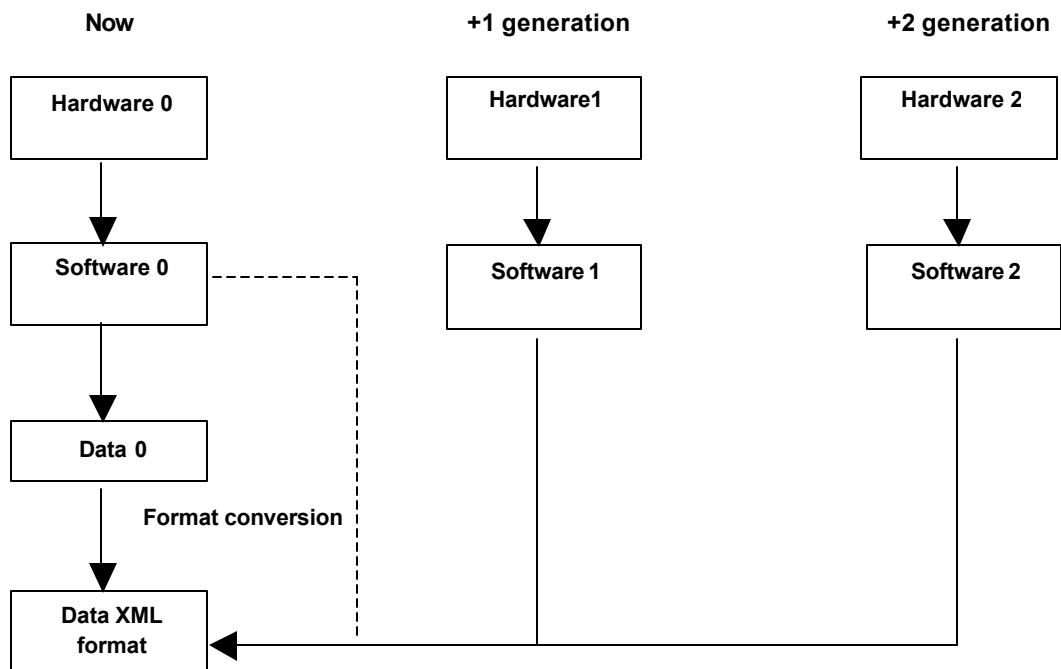 Now
+1 generation
+2 generation
Hardware 0
Hardware1
Hardware 2
Software 0
Software 1
Software 2
Data 0
Format conversion
Data XML
format